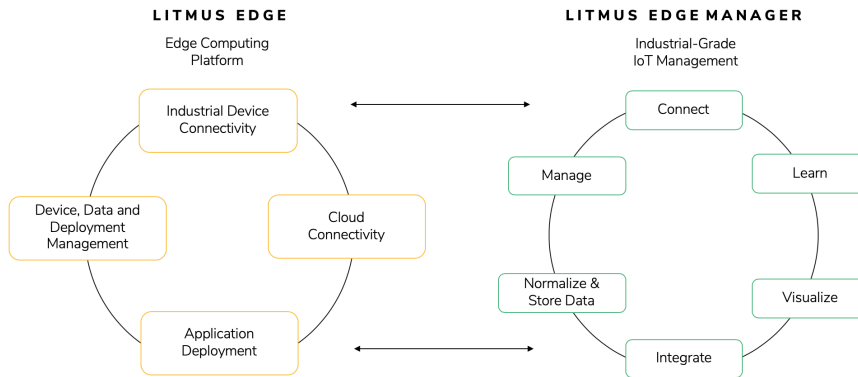 LITMUS EDGE
Edge Computing
Platform
Industrial Device
Connectivity
Device, Data and
Deployment
Management
Cloud
Connectivity
Application
Deployment
LITMUS EDGE MANAGER
Industrial-Grade
IoT Management
Connect
Manage
Learn
Normalize &
Store Data
Visualize
Integrate